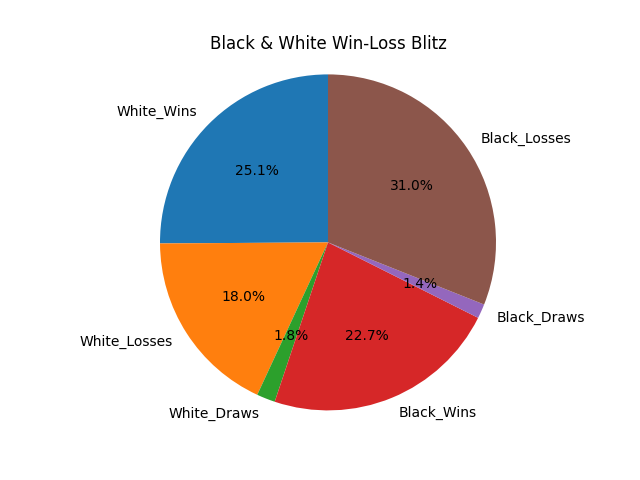 Black & White Win-Loss Blitz
White_Wins
25.1%
Black_Losses
31.0%
18.0%
White_Losses
1.8%
White_Draws
22.7%
Black_Wins
1.4%
Black_Draws